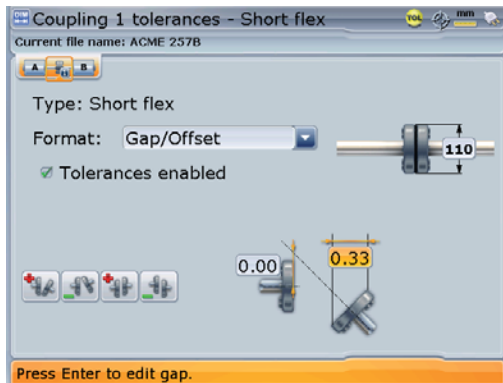 Coupling 1 tolerances - Short flex
TOL mm
Current file name: ACME 257B
A B
Type: Short flex
Format: Gap/Offset
110
Tolerances enabled
0.00 0.33
Press Enter to edit gap.